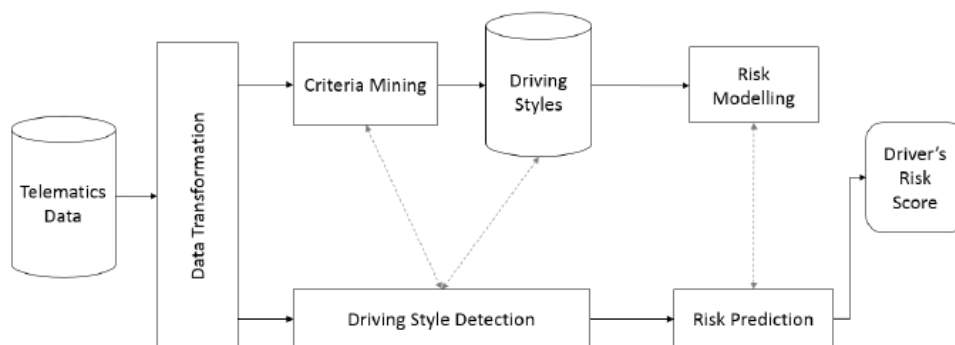 Telematics
Data
Data Transformation
Criteria Mining
Driving
Styles
Risk
Modelling
Driving Style Detection
Risk Prediction
Driver's
Risk
Score